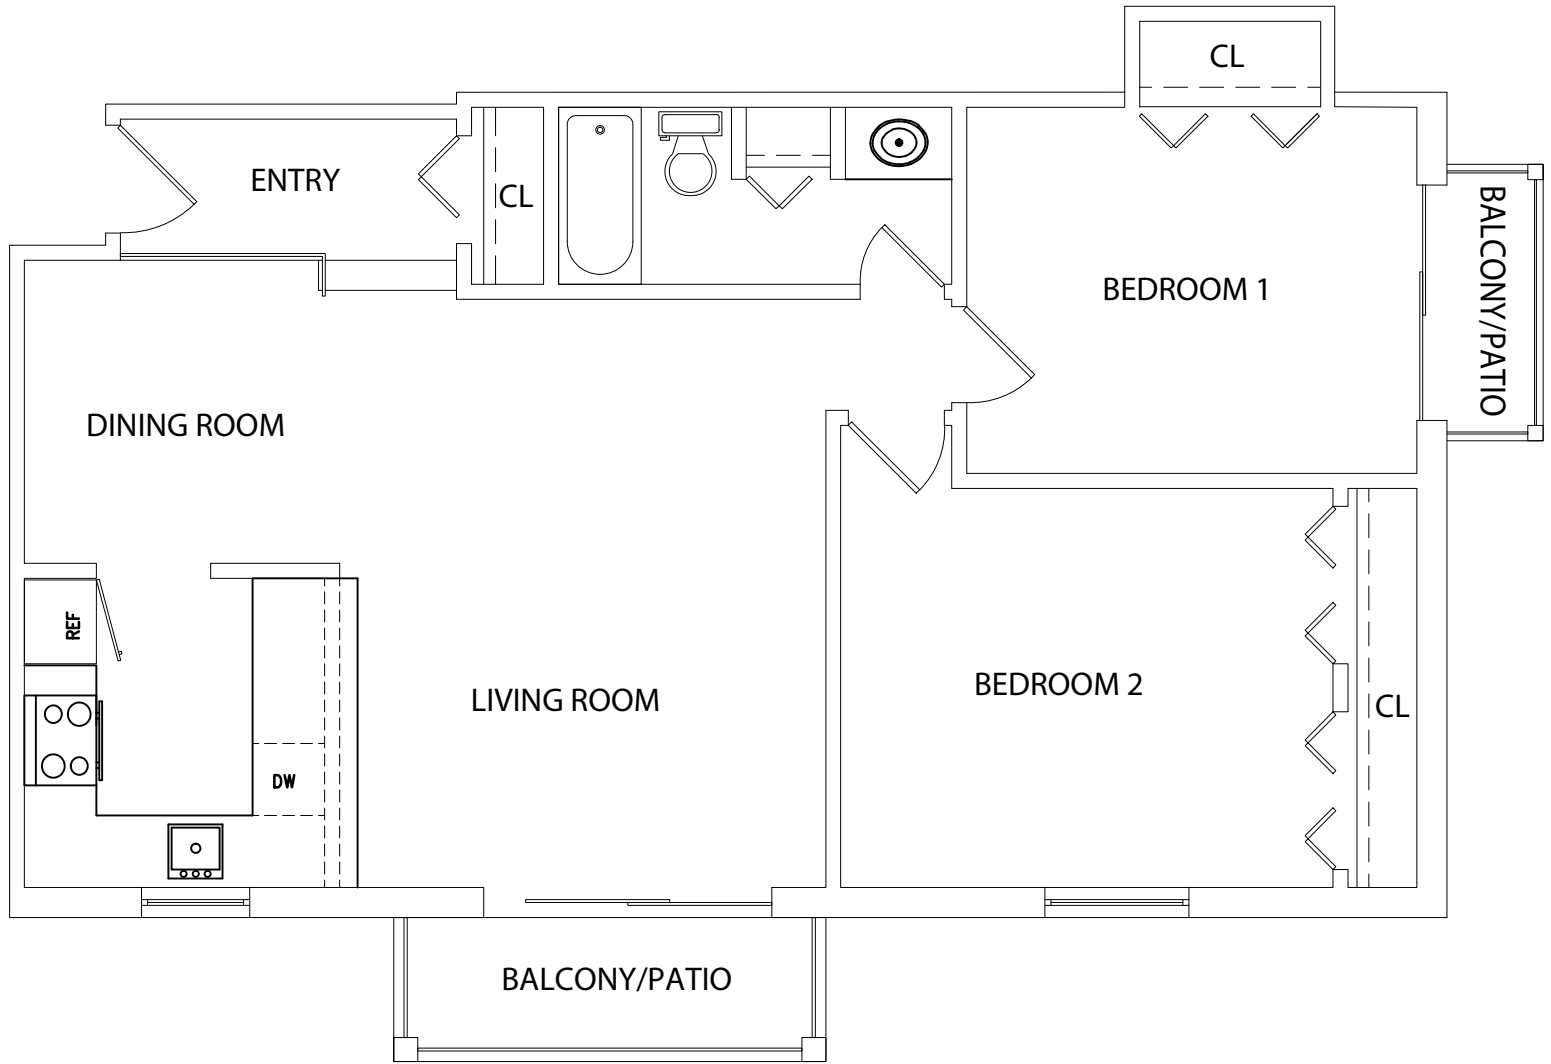 CL
ENTRY
CL
BALCONY/PATIO
BEDROOM 1
DINING ROOM
REF
LIVING ROOM
BEDROOM 2
CL
DW
BALCONY/PATIO